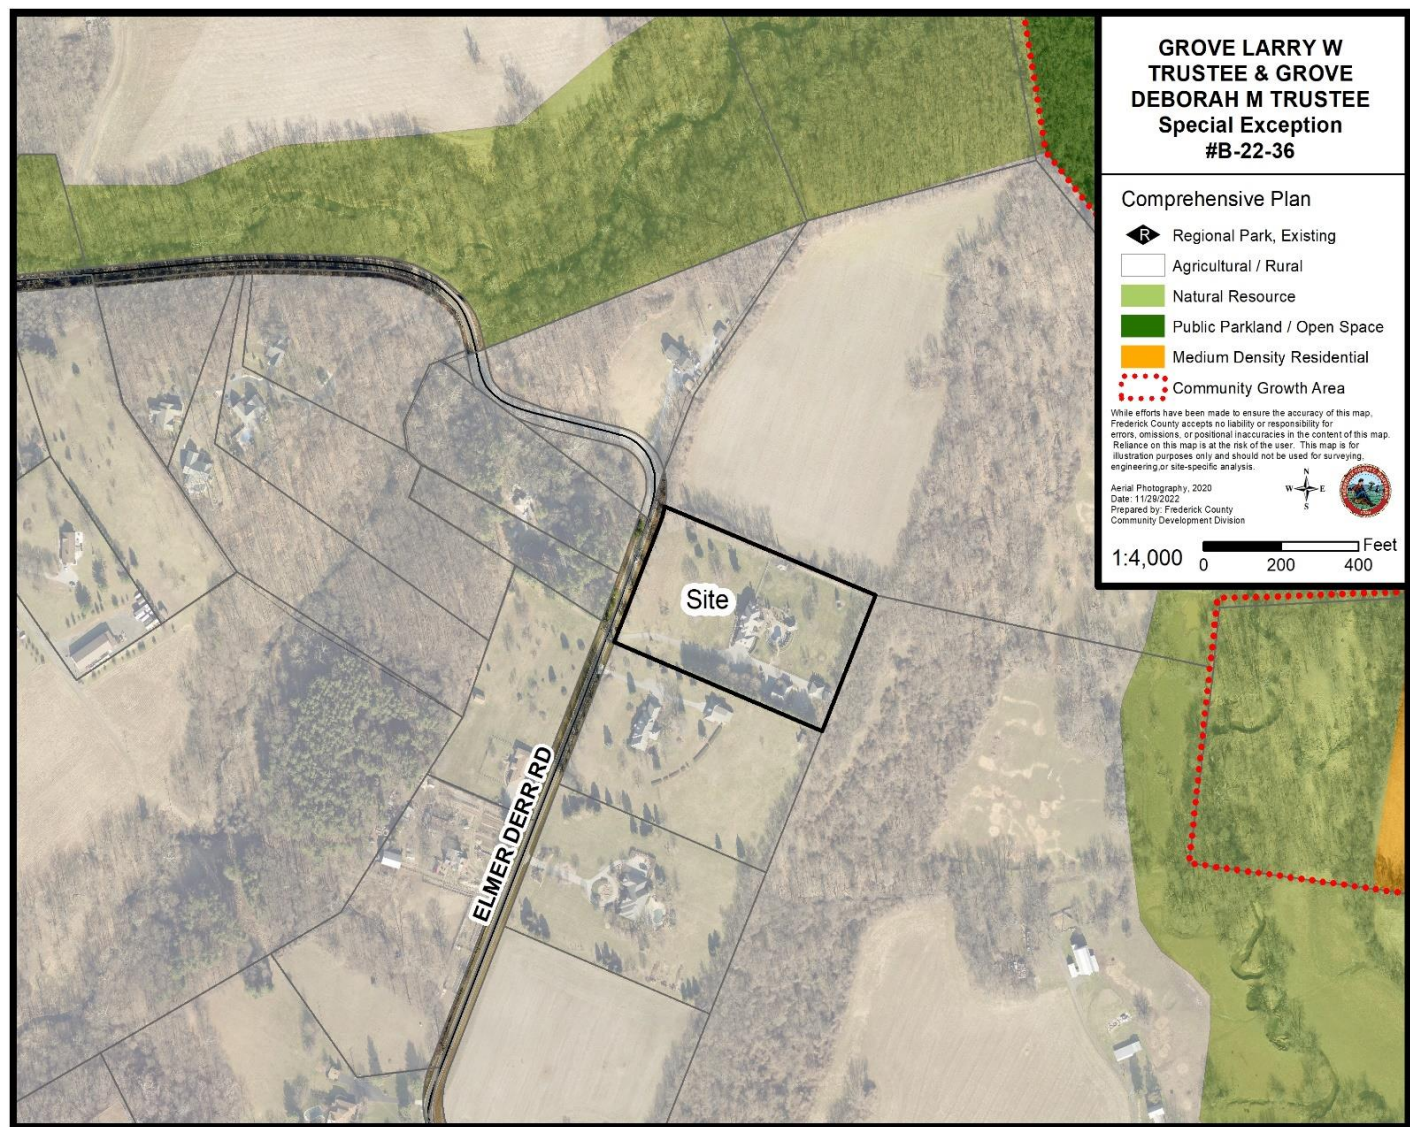 GROVE LARRY W
TRUSTEE & GROVE
DEBORAH M TRUSTEE
Special Exception
#B-22-36
Comprehensive Plan
R Regional Park, Existing
Agricultural / Rural
Natural Resource
Public Parkland / Open Space
Medium Density Residential
Community Growth Area
While efforts have been made to ensure the accuracy of this map,
Frederick County accepts no liability or responsibility for
errors, omissions, or positional inaccuracies in the content of this map.
Reliance on this map is at the risk of the user. This map is for
illustration purposes only and should not be used for surveying,
engineering,or site-specific analysis.
Aerial Photography, 2020
Date: 11/29/2022
Prepared by: Frederick County
Community Development Division
N
W E
S
1:4,000
Feet
0 200 400
Site
ELMER DERR RD